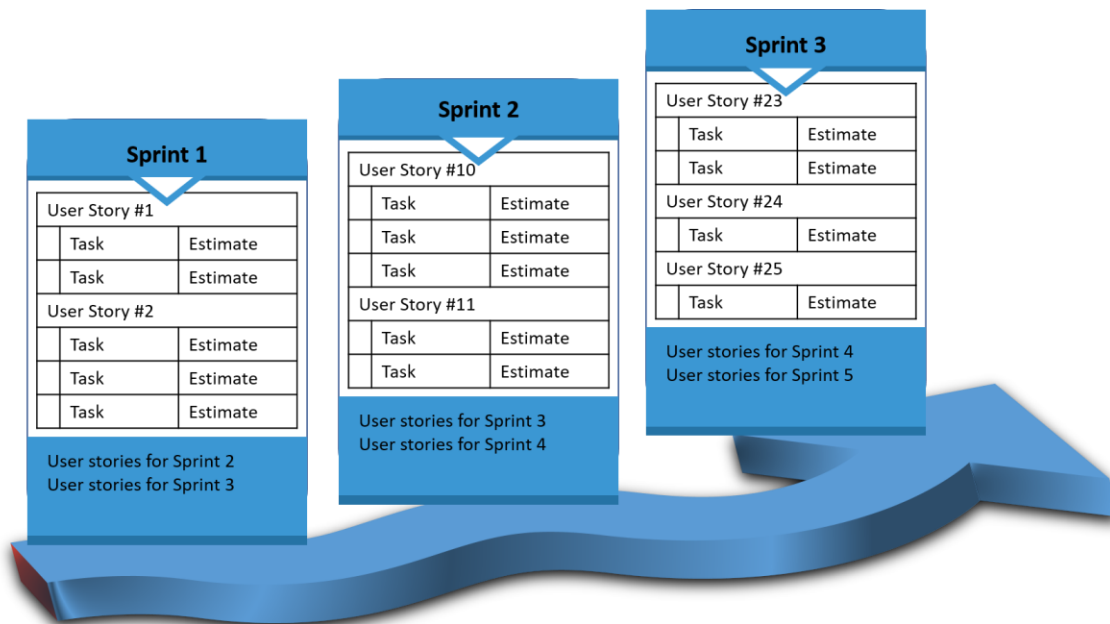 Sprint 1
User Story #1
Task Estimate
Task Estimate
User Story #2
Task Estimate
Task Estimate
Task Estimate
User stories for Sprint 2
User stories for Sprint 3
Sprint 2
User Story #10
Task Estimate
Task Estimate
Task Estimate
User Story #11
Task Estimate
Task Estimate
User stories for Sprint 3
User stories for Sprint 4
Sprint 3
User Story #23
Task Estimate
Task Estimate
User Story #24
Task Estimate
User Story #25
Task Estimate
User stories for Sprint 4
User stories for Sprint 5